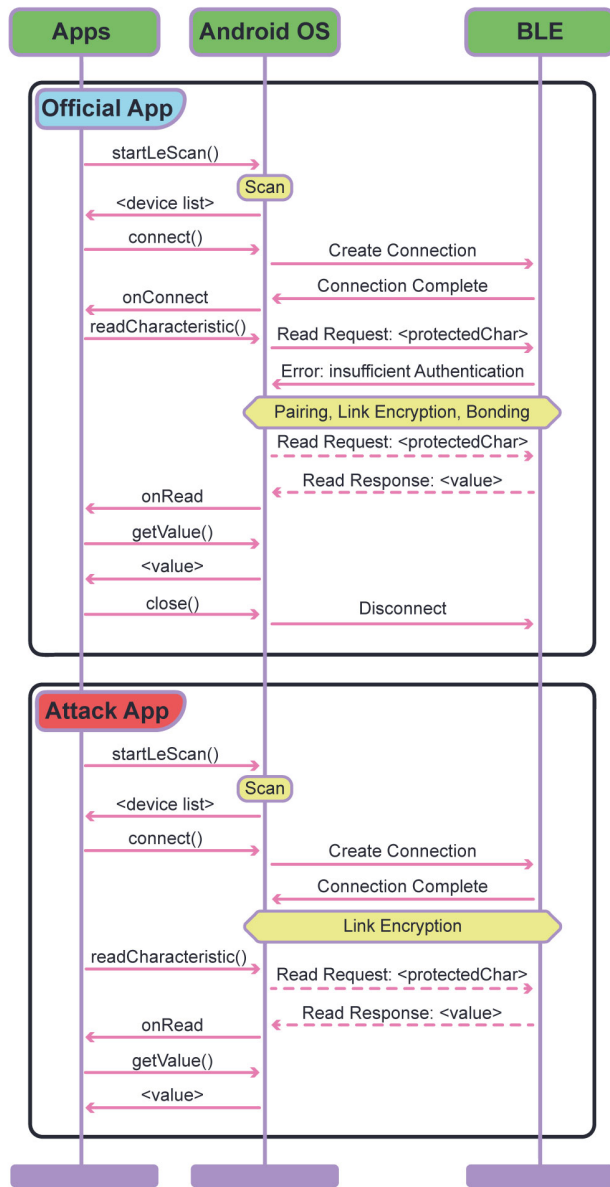 Apps
Android OS
BLE
Official App
startLeScan()
Scan
<device list>
connect()
Create Connection
Connection Complete
onConnect
readCharacteristic()
Read Request: <protectedChar>
Error: insufficient Authentication
Pairing, Link Encryption, Bonding
Read Request: <protectedChar>
Read Response: <value>
onRead
getValue()
<value>
close()
Disconnect
Attack App
startLeScan()
Scan
<device list>
connect()
Create Connection
Connection Complete
Link Encryption
readCharacteristic()
Read Request: <protectedChar>
Read Response: <value>
onRead
getValue()
<value>